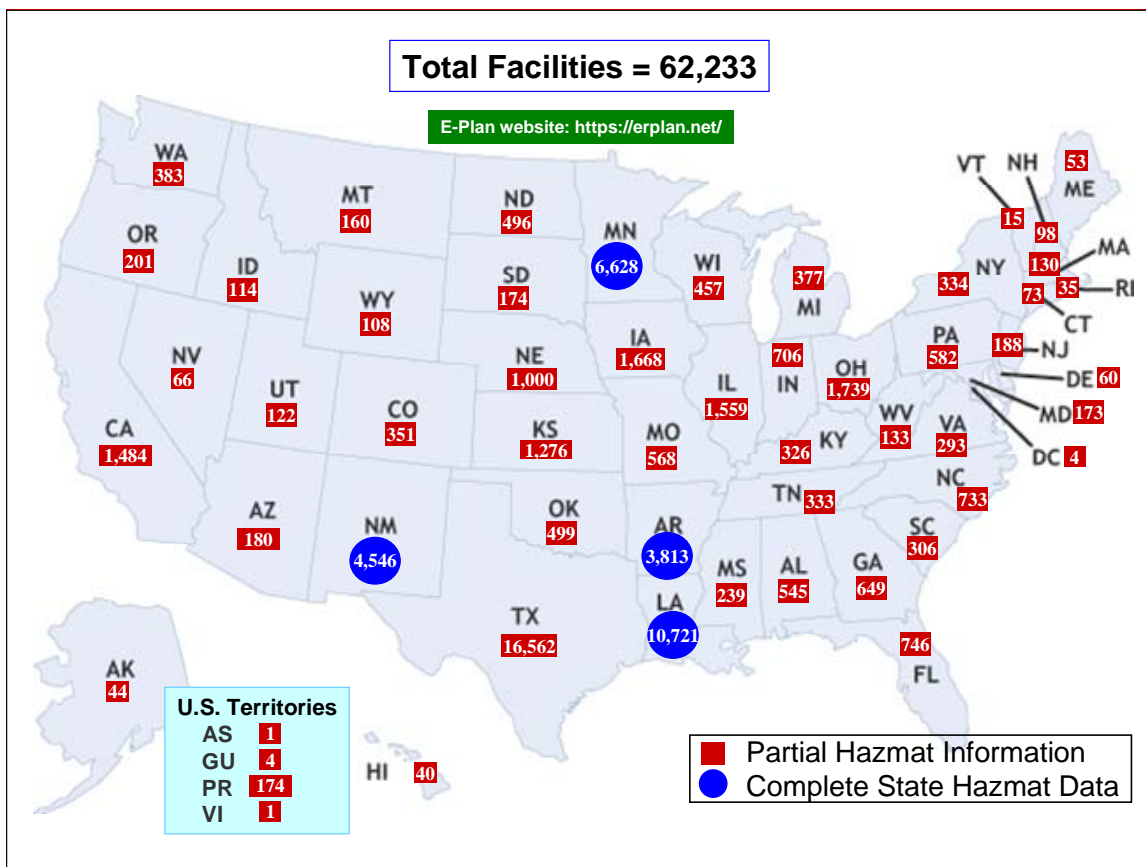 Total Facilities = 62,233
E-Plan website: https://erplan.net/
WA
383
OR
201
ID
114
MT
160
ND
496
MN
6,628
SD
174
WY
108
WI
457
377
MI
VT
15
NH
98
53
ME
130
MA
35
RI
73
CT
334
NY
NV
66
UT
122
CO
351
NE
1,000
IA
1,668
IL
1,559
706
IN
OH
1,739
PA
582
188
NJ
DE
60
MD
173
DC
4
CA
1,484
KS
1,276
MO
568
326
KY
WV
133
VA
293
AZ
180
NM
4,546
OK
499
AR
3,813
TN
333
NC
733
SC
306
MS
239
AL
545
GA
649
TX
16,562
LA
10,721
746
FL
AK
44
HI
40
U.S. Territories
AS 1
GU 4
PR 174
VI 1
Partial Hazmat Information
Complete State Hazmat Data